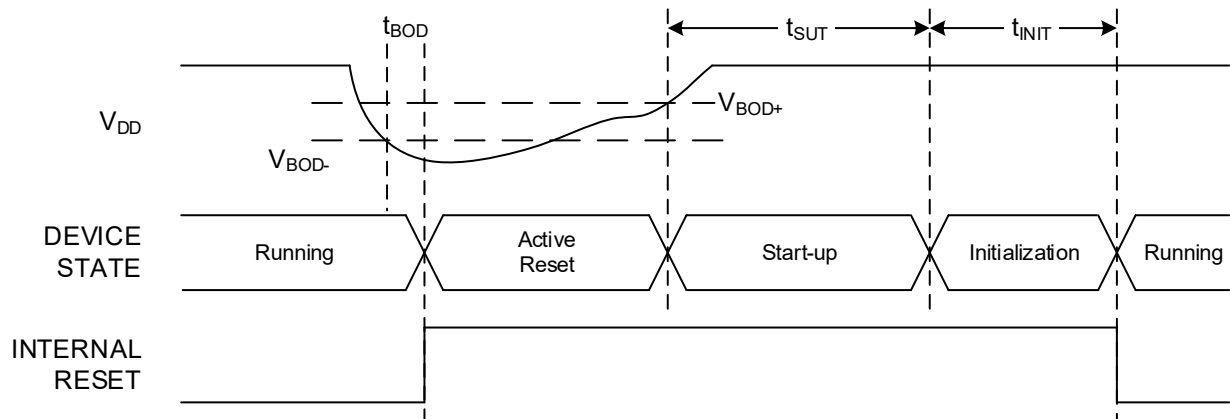 tBOD
tSUT
tINIT
VDD
VBOD+
VBOD-
DEVICE
STATE
Running
Active
Reset
Start-up
Initialization
Running
INTERNAL
RESET